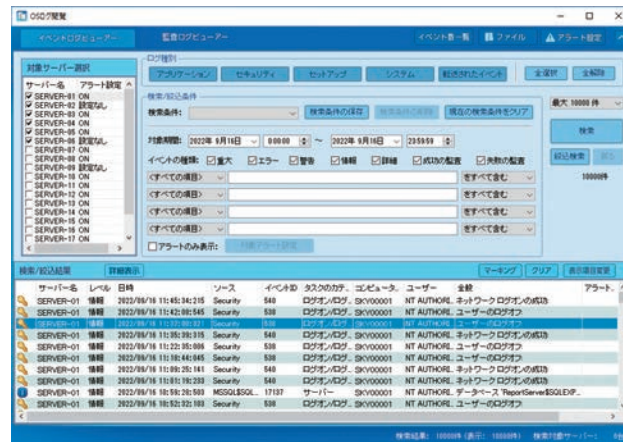 OSログ閲覧
イベントログビューアー 監査ログビューアー イベント数一覧 ファイル アラート設定
対象サーバー選択
サーバー名 アラート設定
SERVER-01 ON
SERVER-02 設定なし
SERVER-03 ON
SERVER-04 ON
SERVER-05 ON
SERVER-06 設定なし
SERVER-07 ON
SERVER-08 ON
SERVER-09 設定なし
SERVER-10 ON
SERVER-11 ON
SERVER-12 ON
SERVER-13 ON
SERVER-14 ON
SERVER-15 ON
SERVER-16 ON
SERVER-17 ON
ログ種別
アプリケーション セキュリティ セットアップ システム 転送されたイベント 全選択 全解除
検索/絞込条件
検索条件: 検索条件の保存 検索条件の削除 現在の検索条件をクリア
対象期間: 2022年 9月16日 0:00:00 ~ 2022年 9月16日 23:59:59
イベントの種類: 重大 エラー 警告 情報 詳細 成功の監査 失敗の監査
<すべての項目> をすべて含む
<すべての項目> をすべて含む
<すべての項目> をすべて含む
<すべての項目> をすべて含む
アラートのみ表示: 対象アラート設定
最大 10000 件
検索
絞込検索 戻る
10000件
検索/絞込結果 詳細表示 マーキング クリア 表示項目変更
サーバー名 レベル 日時 ソース イベントID タスクのカテ.. コンピュータ.. ユーザー 全般 アラート..
SERVER-01 情報 2022/09/16 11:45:34:215 Security 540 ログオン/ログ.. SKY00001 NT AUTHORI.. ネットワーク ログオンの成功
SERVER-01 情報 2022/09/16 11:42:00:545 Security 538 ログオン/ログ.. SKY00001 NT AUTHORI.. ユーザーのログオフ
SERVER-01 情報 2022/09/16 11:37:00:821 Security 538 ログオン/ログ.. SKY00001 NT AUTHORI.. ユーザーのログオフ
SERVER-01 情報 2022/09/16 11:35:39:315 Security 540 ログオン/ログ.. SKY00001 NT AUTHORI.. ネットワーク ログオンの成功
SERVER-01 情報 2022/09/16 11:22:35:006 Security 538 ログオン/ログ.. SKY00001 NT AUTHORI.. ユーザーのログオフ
SERVER-01 情報 2022/09/16 11:18:44:045 Security 538 ログオン/ログ.. SKY00001 NT AUTHORI.. ユーザーのログオフ
SERVER-01 情報 2022/09/16 11:09:25:141 Security 540 ログオン/ログ.. SKY00001 NT AUTHORI.. ネットワーク ログオンの成功
SERVER-01 情報 2022/09/16 11:01:19:233 Security 540 ログオン/ログ.. SKY00001 NT AUTHORI.. ネットワーク ログオンの成功
SERVER-01 情報 2022/09/16 10:59:20:503 MSSQL$SQL.. 17137 サーバー SKY00001 NT AUTHORI.. データベース 'ReportServer$SQLEXP..
SERVER-01 情報 2022/09/16 10:52:32:103 Security 538 ログオン/ログ.. SKY00001 NT AUTHORI.. ユーザーのログオフ
検索結果: 10000件 (表示: 10000件) 検索対象サーバー: